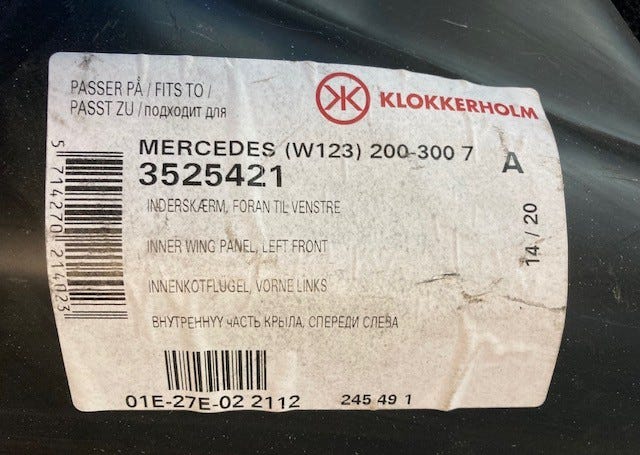 PASSER PÅ / FITS TO /
PASST ZU / подходит для
KLOKKERHOLM
MERCEDES (W123) 200-300 7
A
3525421
INDERSKÆRM, FORAN TIL VENSTRE
INNER WING PANEL, LEFT FRONT
INNENKOTFLUGEL, VORNE LINKS
ВНУТРЕННУУ чАСТЬ КРЫЛА, СПЕРЕДИ СЛЕВА
14 / 20
5 714270 214023
01E-27E-02 2112
245 49 1